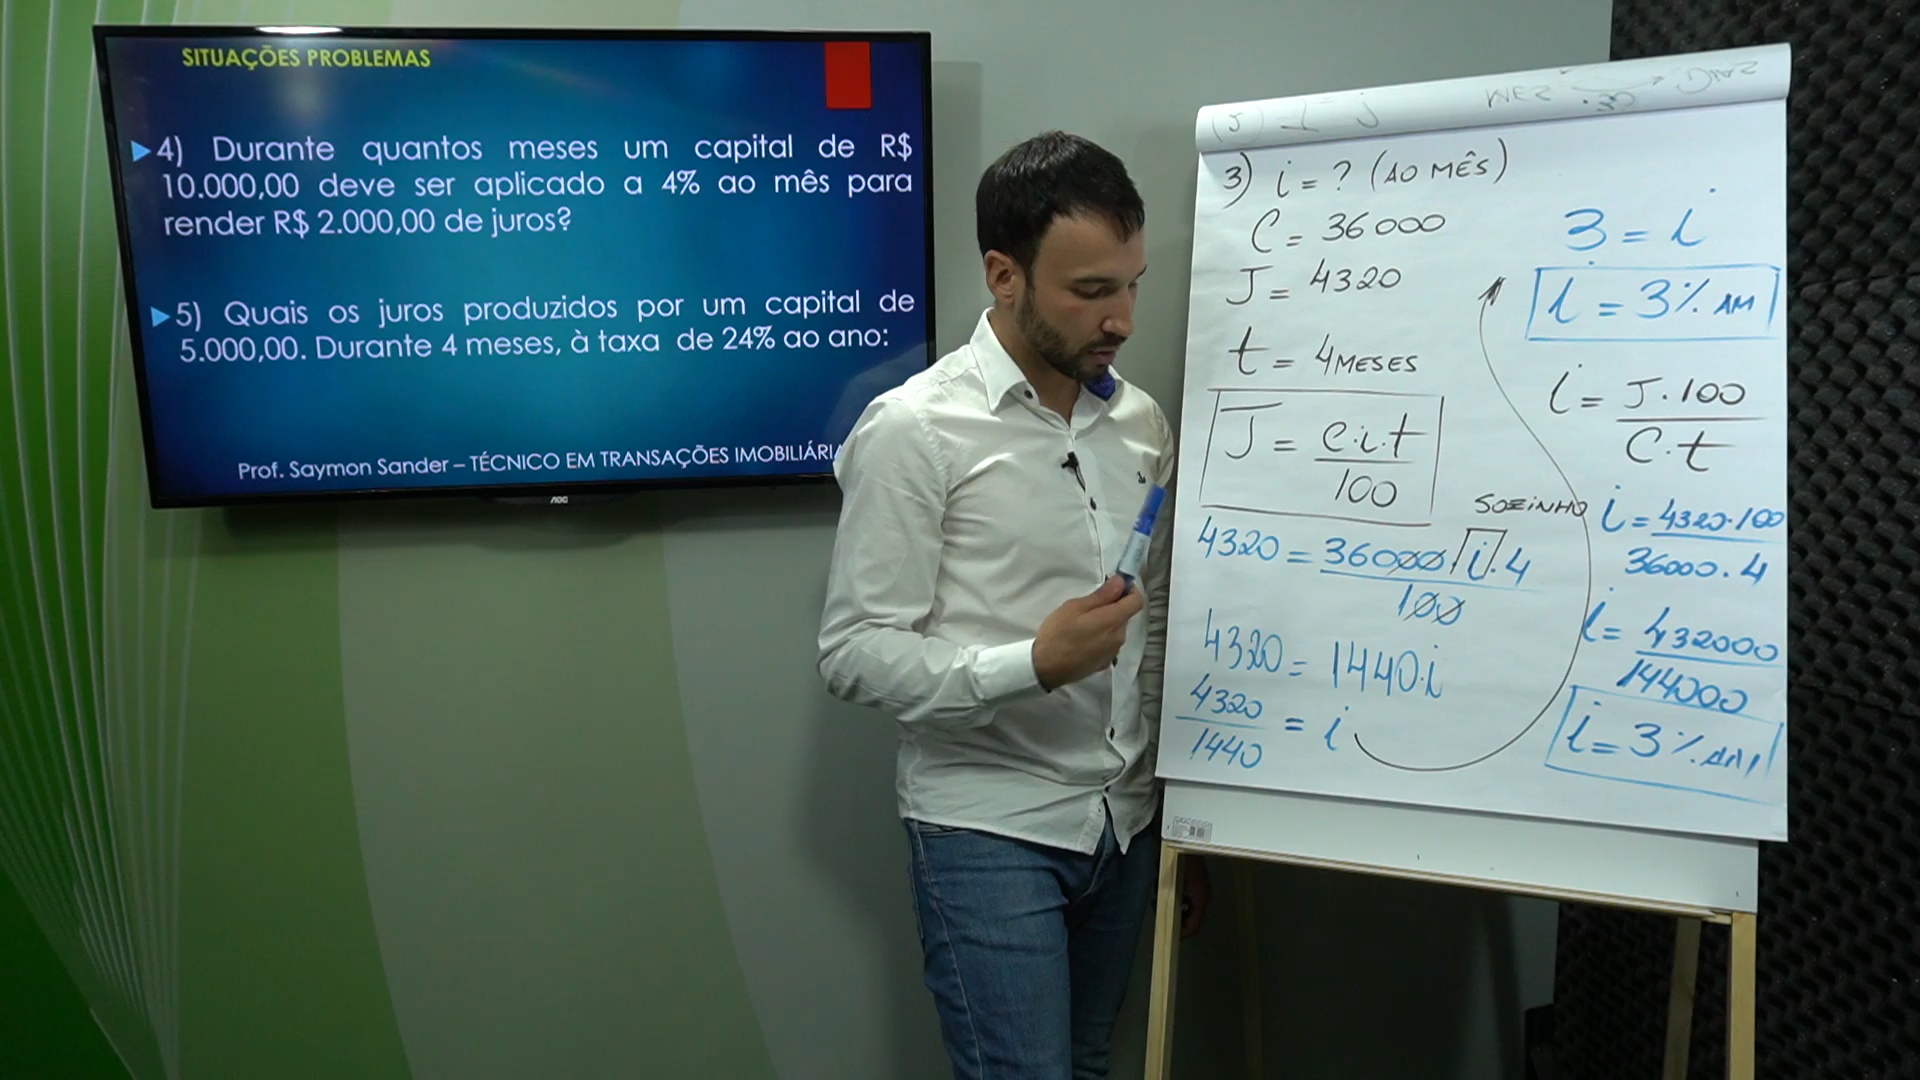 SITUAÇÕES PROBLEMAS
4) Durante quantos meses um capital de R$
10.000,00 deve ser aplicado a 4% ao mês para
render R$ 2.000,00 de juros?
5) Quais os juros produzidos por um capital de
5.000,00. Durante 4 meses, à taxa de 24% ao ano:
Prof. Saymon Sander – TÉCNICO EM TRANSAÇÕES IMOBILIÁRIA
AOC
3) i = ? (AO MÊS)
C = 36000
J = 4320
t = 4 MESES
J = C.i.t
100
4320 = 36000 . i . 4
100
4320 = 1440.i
4320
1440 = i
3 = i
i = 3% AM
i = J.100
C.t
SOZINHO
i = 4320.100
36000.4
i = 432000
144000
i = 3% AM